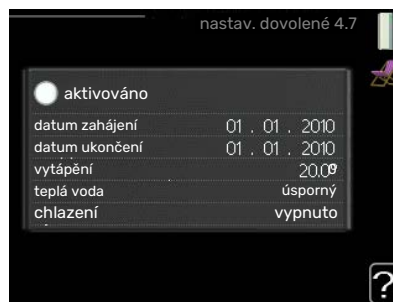 nastav. dovolené 4.7
aktivováno
datum zahájení 01 . 01 . 2010
datum ukončení 01 . 01 . 2010
vytápění 20.0º
teplá voda úsporný
chlazení vypnuto
?